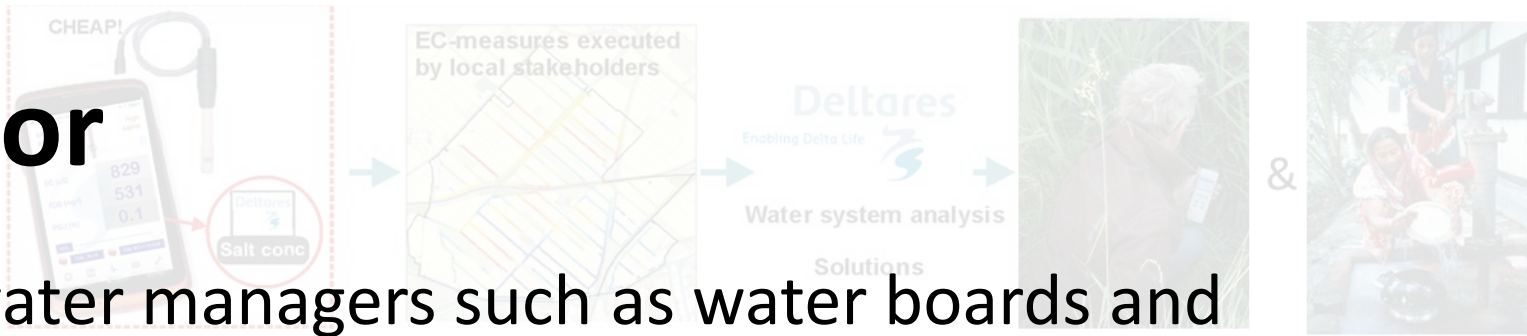 CHEAP!
EC-measures executed
by local stakeholders
or
829
531
0.1
Deltares
Salt conc
Deltares
Enabling Delta Life
&
Water system analysis
Solutions
ater managers such as water boards and